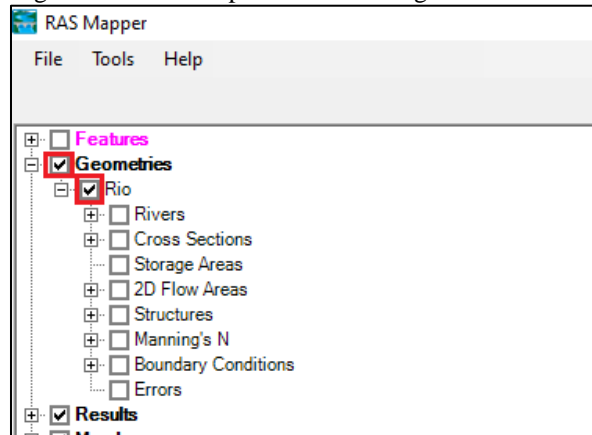 RAS Mapper
File Tools Help
Features
Geometries
Rio
Rivers
Cross Sections
Storage Areas
2D Flow Areas
Structures
Manning's N
Boundary Conditions
Errors
Results